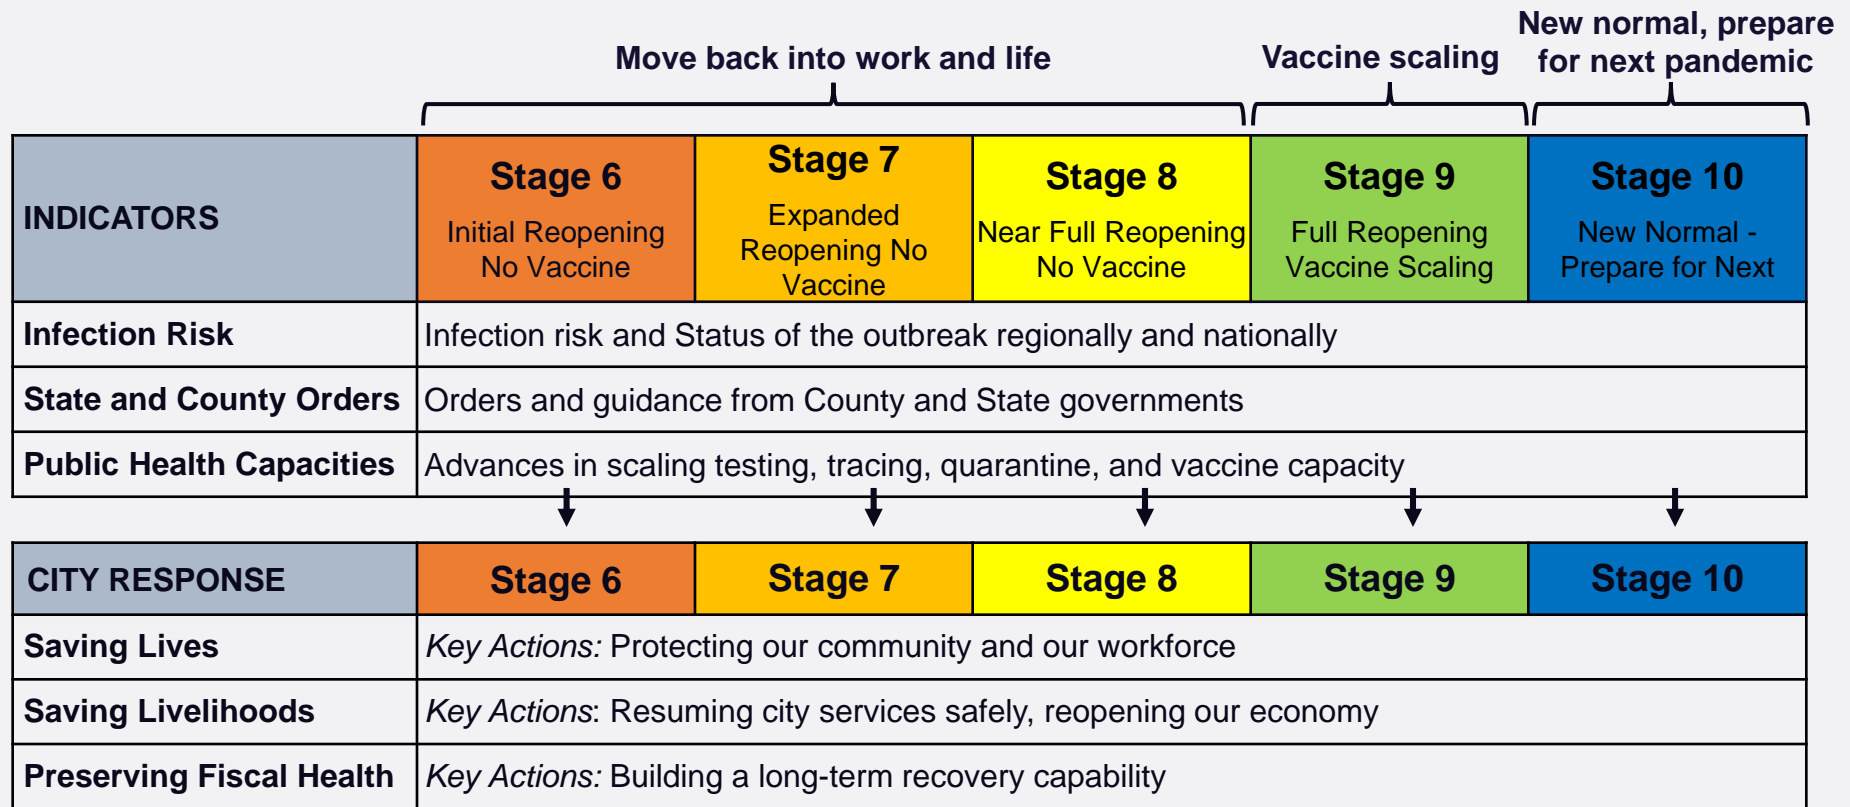 New normal, prepare
for next pandemic
Move back into work and life
Vaccine scaling
INDICATORS
Stage 6
Initial Reopening
No Vaccine
Stage 7
Expanded
Reopening No
Vaccine
Stage 8
Near Full Reopening
No Vaccine
Stage 9
Full Reopening
Vaccine Scaling
Stage 10
New Normal -
Prepare for Next
Infection Risk
Infection risk and Status of the outbreak regionally and nationally
State and County Orders
Orders and guidance from County and State governments
Public Health Capacities
Advances in scaling testing, tracing, quarantine, and vaccine capacity
CITY RESPONSE
Stage 6
Stage 7
Stage 8
Stage 9
Stage 10
Saving Lives
Key Actions: Protecting our community and our workforce
Saving Livelihoods
Key Actions: Resuming city services safely, reopening our economy
Preserving Fiscal Health
Key Actions: Building a long-term recovery capability